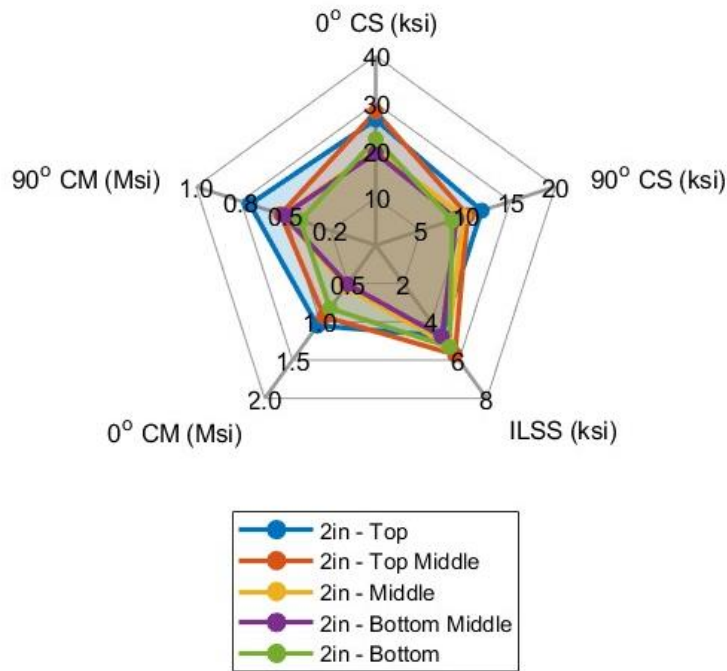 0° CS (ksi)
40
30
20
10
90° CM (Msi)
1.0
0.8
0.5
0.2
90° CS (ksi)
5
10
15
20
0.5
1.0
1.5
2.0
2
4
6
8
0° CM (Msi)
ILSS (ksi)
2in - Top
2in - Top Middle
2in - Middle
2in - Bottom Middle
2in - Bottom